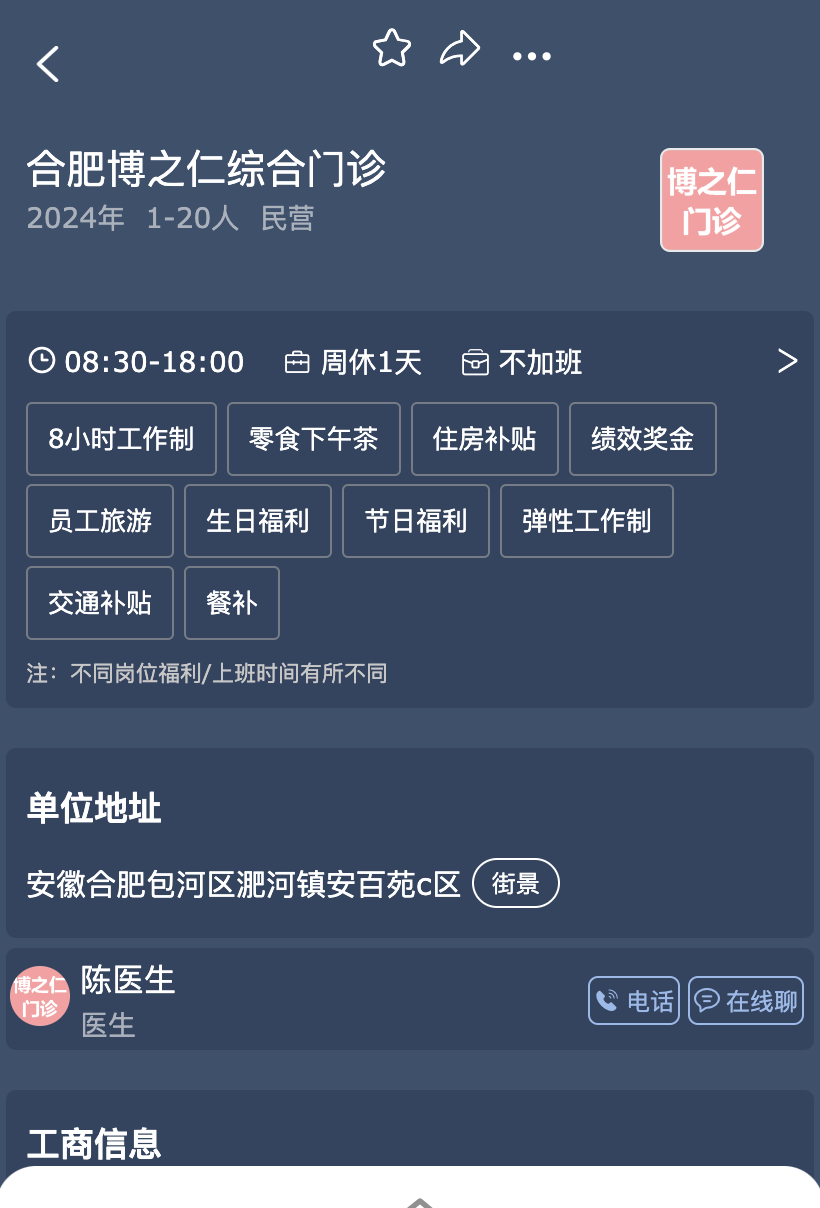 合肥博之仁综合门诊
2024年 1-20人 民营
博之仁
门诊
08:30-18:00 周休1天 不加班
8小时工作制 零食下午茶 住房补贴 绩效奖金
员工旅游 生日福利 节日福利 弹性工作制
交通补贴 餐补
注：不同岗位福利/上班时间有所不同
单位地址
安徽合肥包河区淝河镇安百苑c区 街景
博之仁
门诊
陈医生
医生
电话 在线聊
工商信息